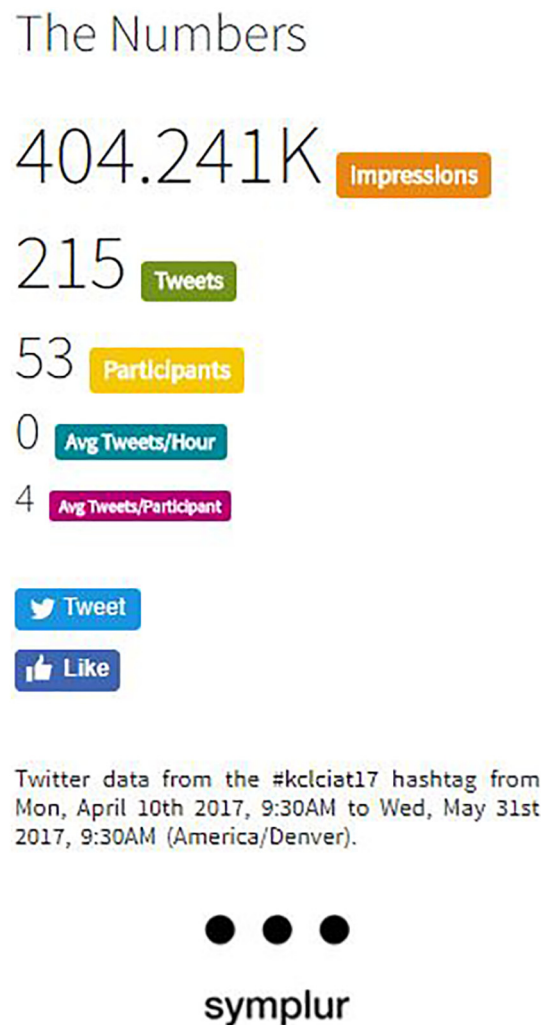 The Numbers
404.241K Impressions
215 Tweets
53 Participants
0 Avg Tweets/Hour
4 Avg Tweets/Participant
Tweet
Like
Twitter data from the #kclciat17 hashtag from
Mon, April 10th 2017, 9:30AM to Wed, May 31st
2017, 9:30AM (America/Denver).
symplur